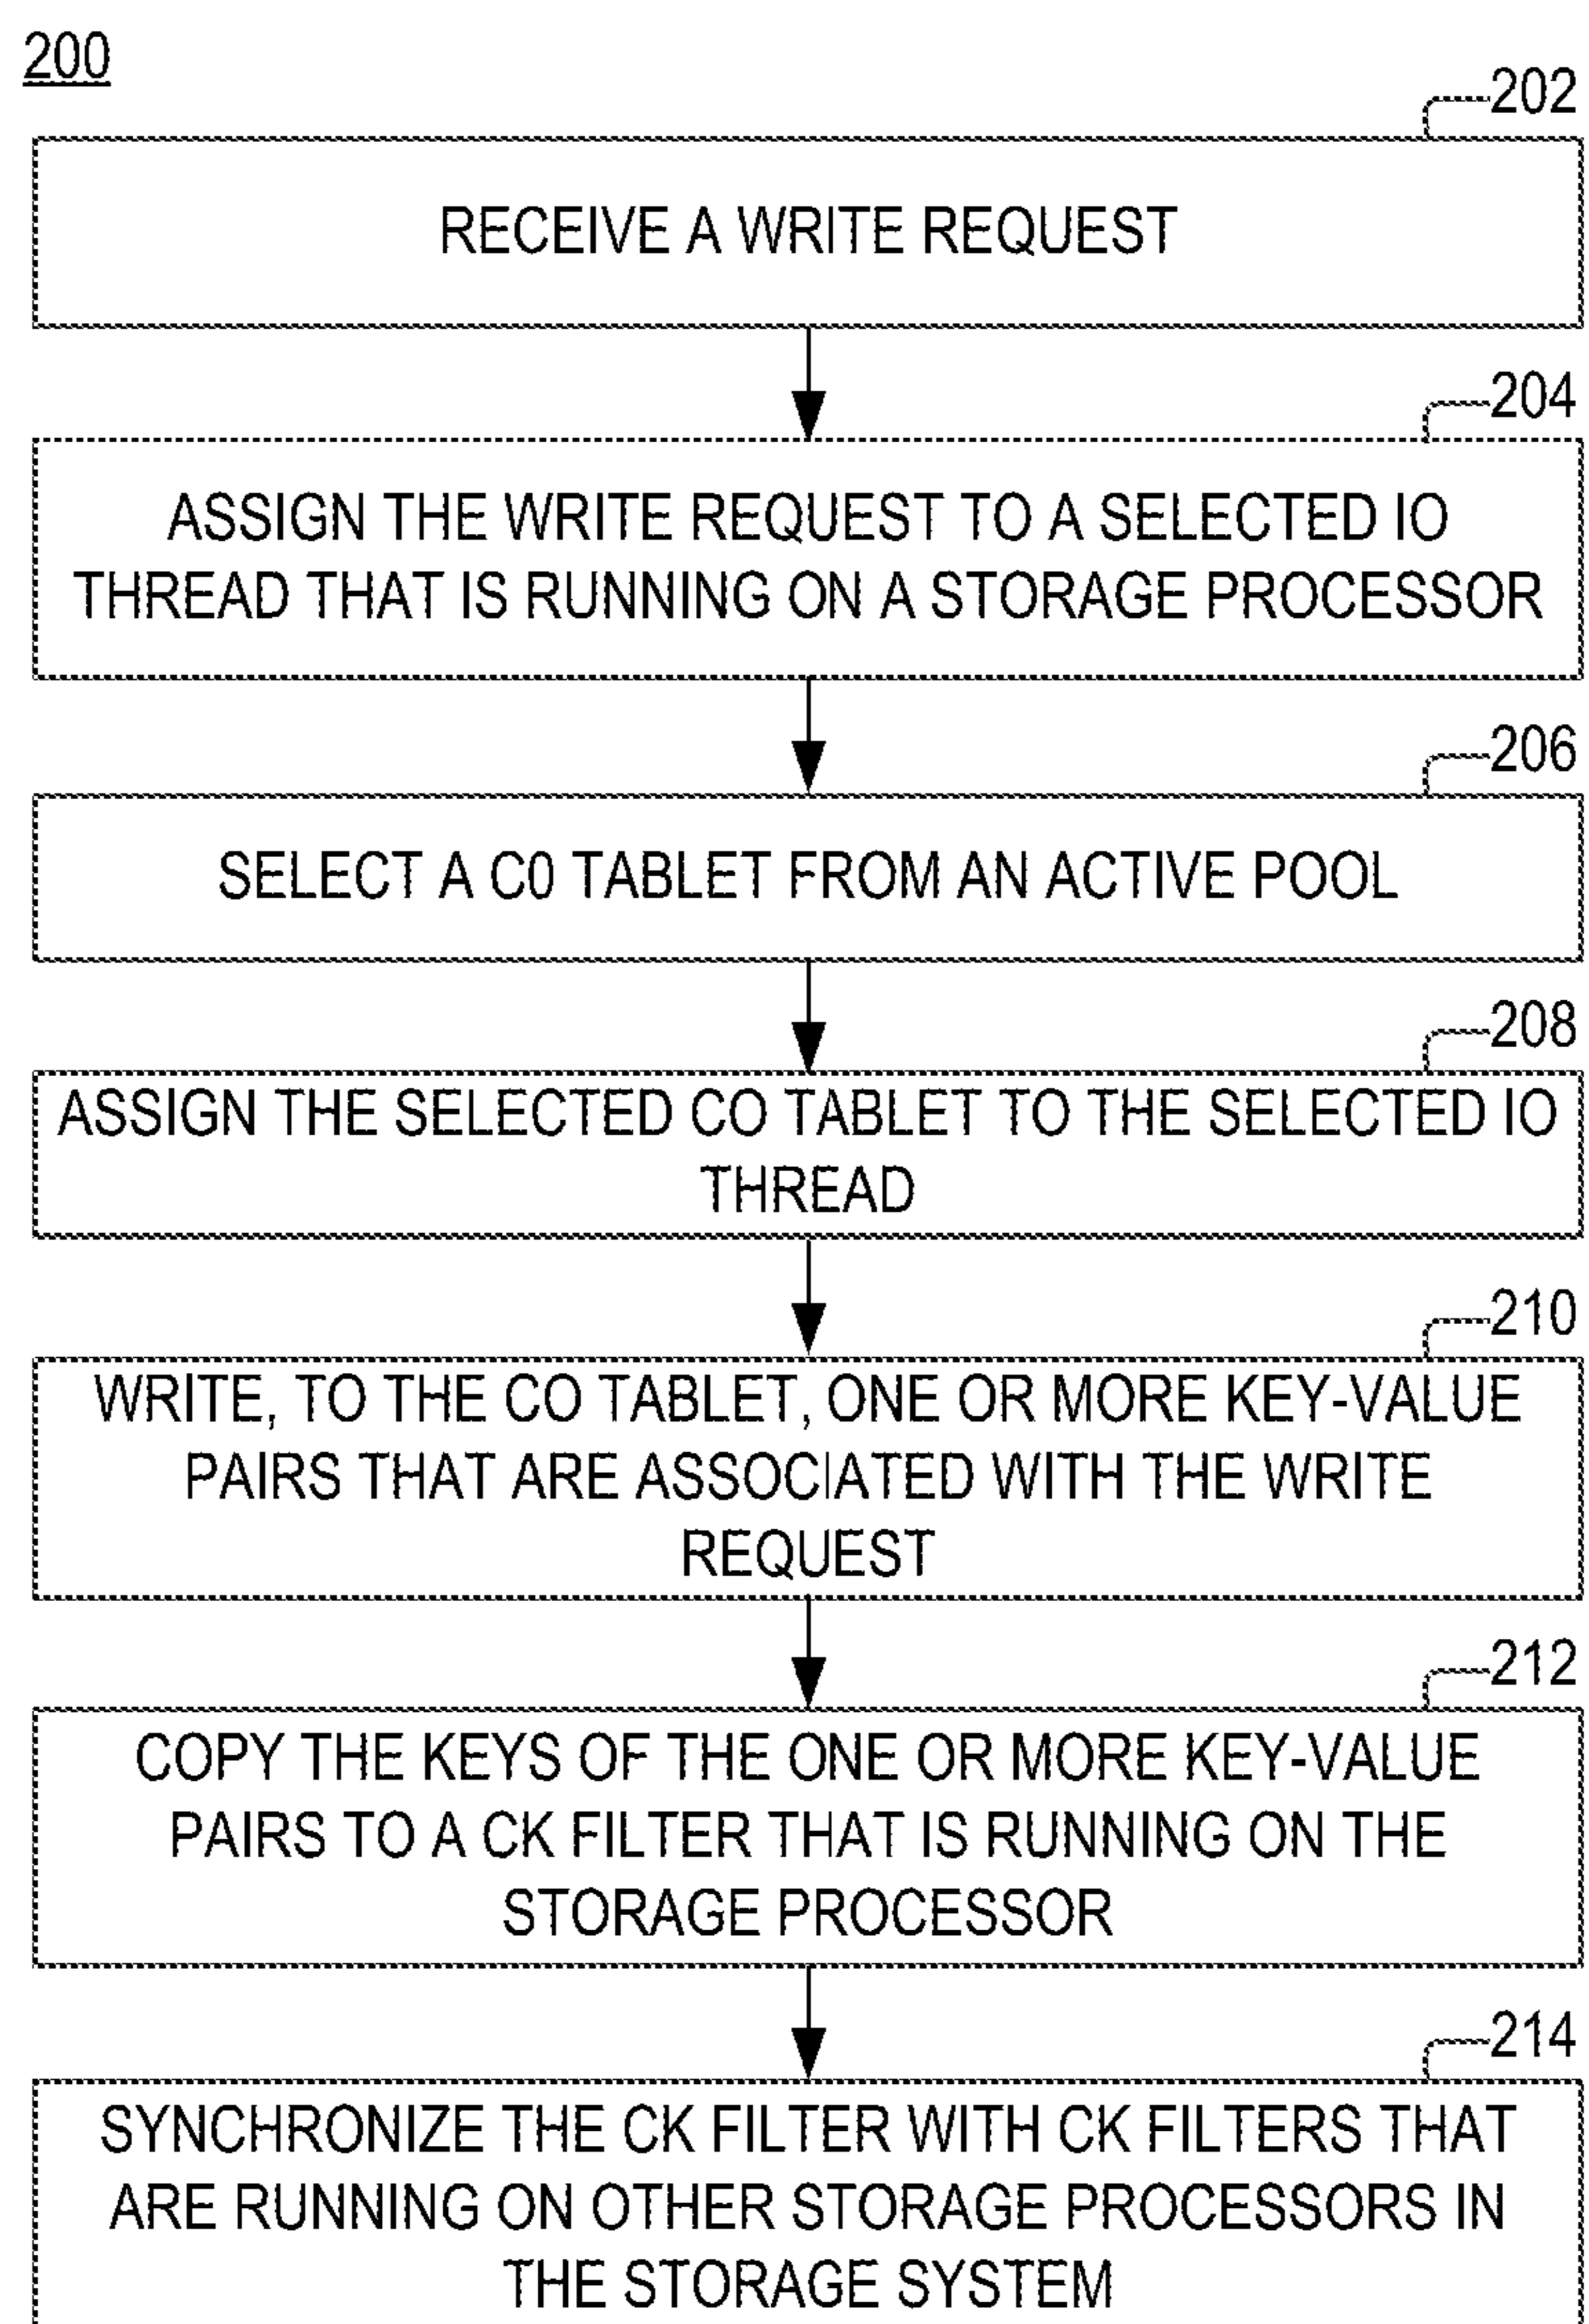 200
202
RECEIVE A WRITE REQUEST
204
ASSIGN THE WRITE REQUEST TO A SELECTED IO
THREAD THAT IS RUNNING ON A STORAGE PROCESSOR
206
SELECT A C0 TABLET FROM AN ACTIVE POOL
208
ASSIGN THE SELECTED CO TABLET TO THE SELECTED IO
THREAD
210
WRITE, TO THE CO TABLET, ONE OR MORE KEY-VALUE
PAIRS THAT ARE ASSOCIATED WITH THE WRITE
REQUEST
212
COPY THE KEYS OF THE ONE OR MORE KEY-VALUE
PAIRS TO A CK FILTER THAT IS RUNNING ON THE
STORAGE PROCESSOR
214
SYNCHRONIZE THE CK FILTER WITH CK FILTERS THAT
ARE RUNNING ON OTHER STORAGE PROCESSORS IN
THE STORAGE SYSTEM